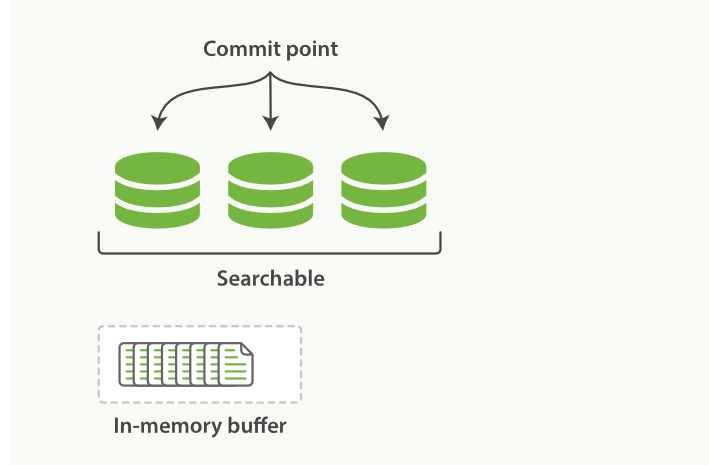 Commit point
Searchable
In-memory buffer